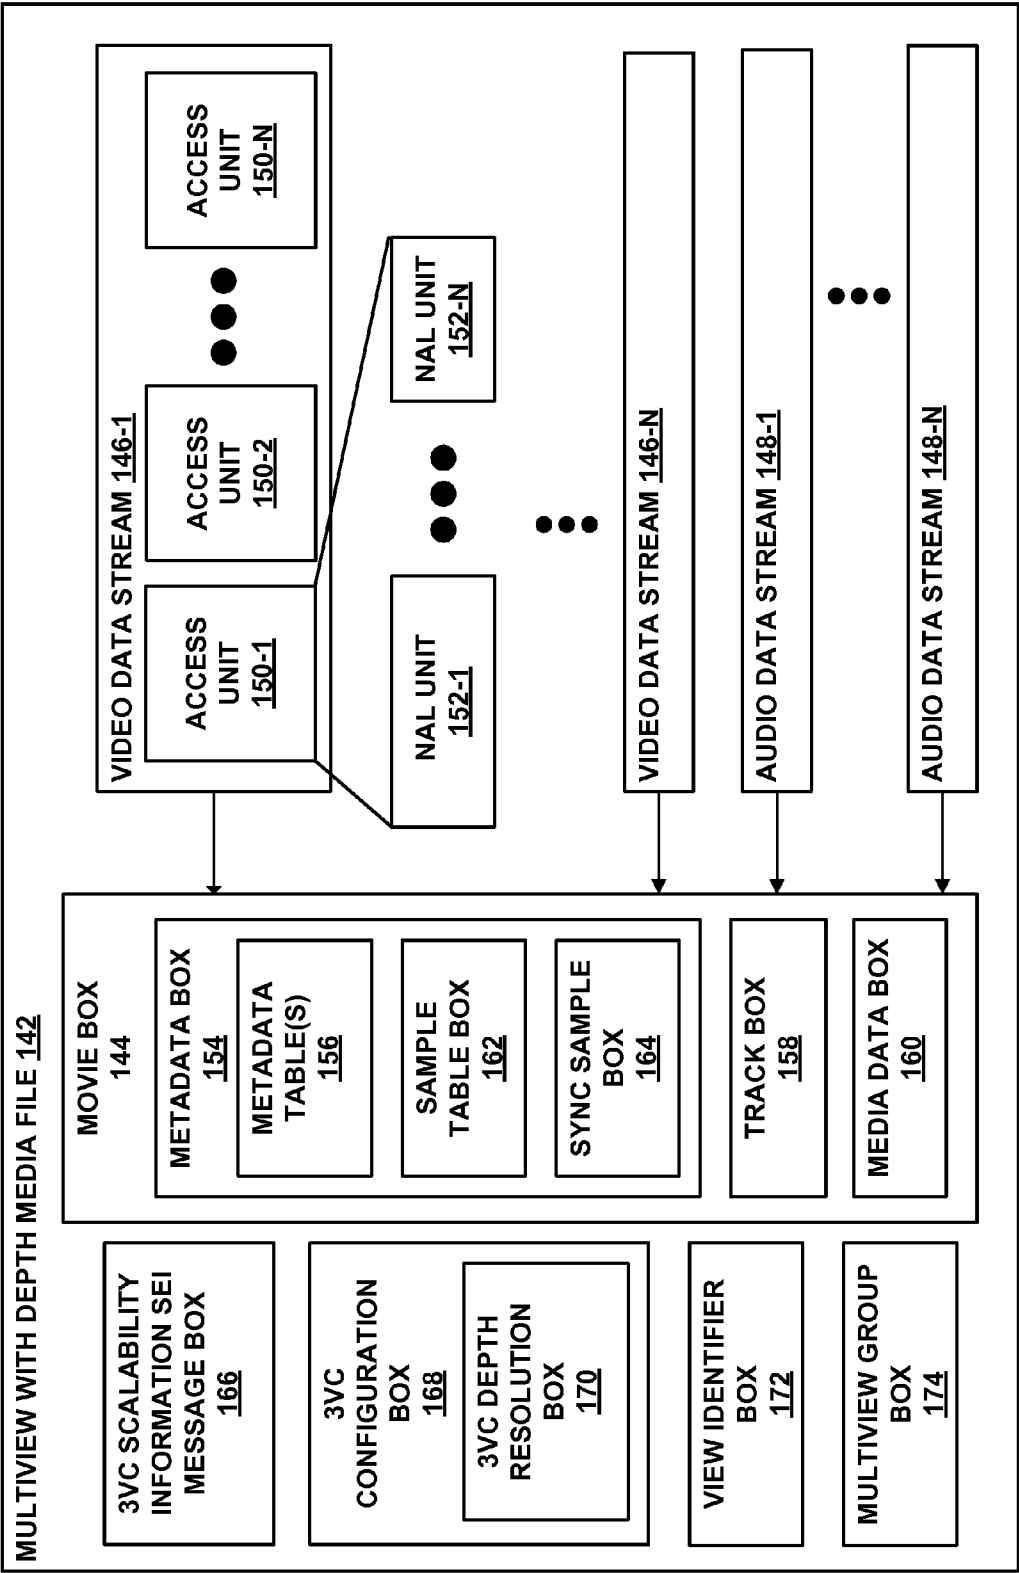 MULTIVIEW WITH DEPTH MEDIA FILE 142
3VC SCALABILITY
INFORMATION SEI
MESSAGE BOX
166
3VC
CONFIGURATION
BOX
168
3VC DEPTH
RESOLUTION
BOX
170
VIEW IDENTIFIER
BOX
172
MULTIVIEW GROUP
BOX
174
MOVIE BOX
144
METADATA BOX
154
METADATA
TABLE(S)
156
SAMPLE
TABLE BOX
162
SYNC SAMPLE
BOX
164
TRACK BOX
158
MEDIA DATA BOX
160
VIDEO DATA STREAM 146-1
ACCESS
UNIT
150-1
ACCESS
UNIT
150-2
ACCESS
UNIT
150-N
NAL UNIT
152-1
NAL UNIT
152-N
VIDEO DATA STREAM 146-N
AUDIO DATA STREAM 148-1
AUDIO DATA STREAM 148-N